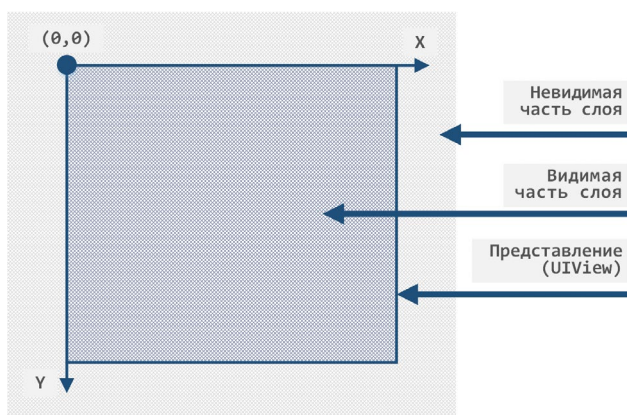 (0,0)
X
Невидимая
часть слоя
Видимая
часть слоя
Представление
(UIView)
Y